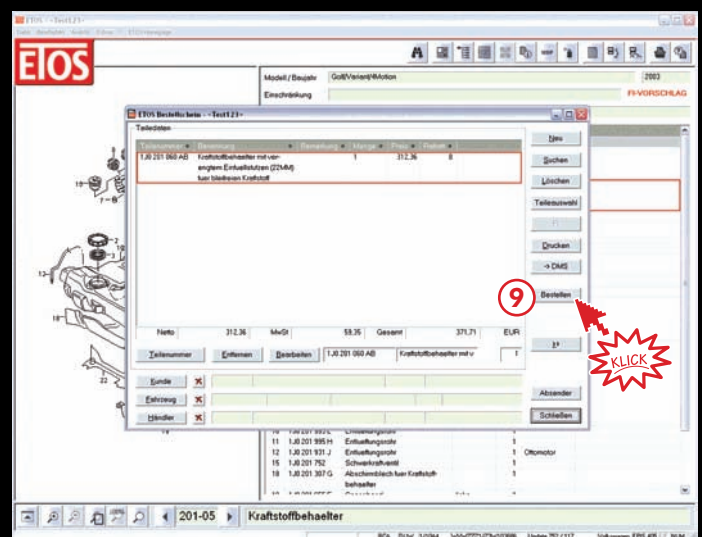 ETOS - <Test123>
ETOS
Modell / Baujahr Golf/Variant/4Motion 2003
Einschränkung FI-VORSCHLAG
ETOS Bestellschein - <Test123>
Teiledaten
Teilenummer Benennung Bemerkung Menge Preis Rabatt
1J0 201 060 AB Kraftstoffbehaelter mit ver- 1 312,36 8
engtem Einfuellstutzen (22MM)
fuer bleifreien Kraftstoff
Neu
Suchen
Löschen
Teileauswahl
Drucken
-> DMS
Bestellen
9
KLICK
Netto 312,36 MwSt 59,35 Gesamt 371,71 EUR
Teilenummer Entfernen Bearbeiten 1J0 201 060 AB Kraftstoffbehaelter mit v 1
Kunde
Fahrzeug
Händler
Absender
Schließen
11 1J0 201 995 H Entlueftungsrohr 1
12 1J0 201 931 J Entlueftungsrohr 1 Ottomotor
15 1J0 201 752 Schwerkraftventil 1
18 1J0 201 307 G Abschirmblech fuer Kraftstoff- 1
behaelter
201-05 Kraftstoffbehaelter